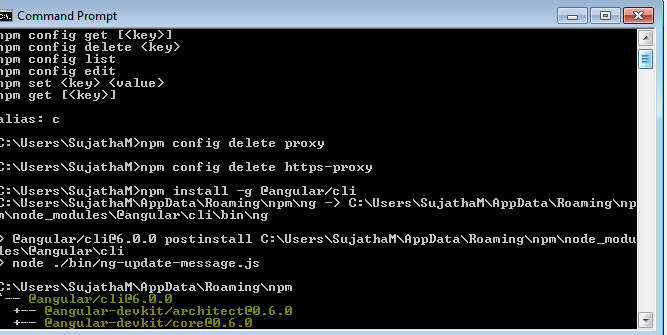 Command Prompt
npm config get [<key>]
npm config delete <key>
npm config list
npm config edit
npm set <key> <value>
npm get [<key>]
alias: c
C:\Users\SujathaM>npm config delete proxy
C:\Users\SujathaM>npm config delete https-proxy
C:\Users\SujathaM>npm install -g @angular/cli
C:\Users\SujathaM\AppData\Roaming\npm\ng -> C:\Users\SujathaM\AppData\Roaming\np
m\node_modules\@angular\cli\bin\ng
> @angular/cli@6.0.0 postinstall C:\Users\SujathaM\AppData\Roaming\npm\node_modu
les\@angular\cli
> node ./bin/ng-update-message.js
C:\Users\SujathaM\AppData\Roaming\npm
`-- @angular/cli@6.0.0
+-- @angular-devkit/architect@0.6.0
+-- @angular-devkit/core@0.6.0